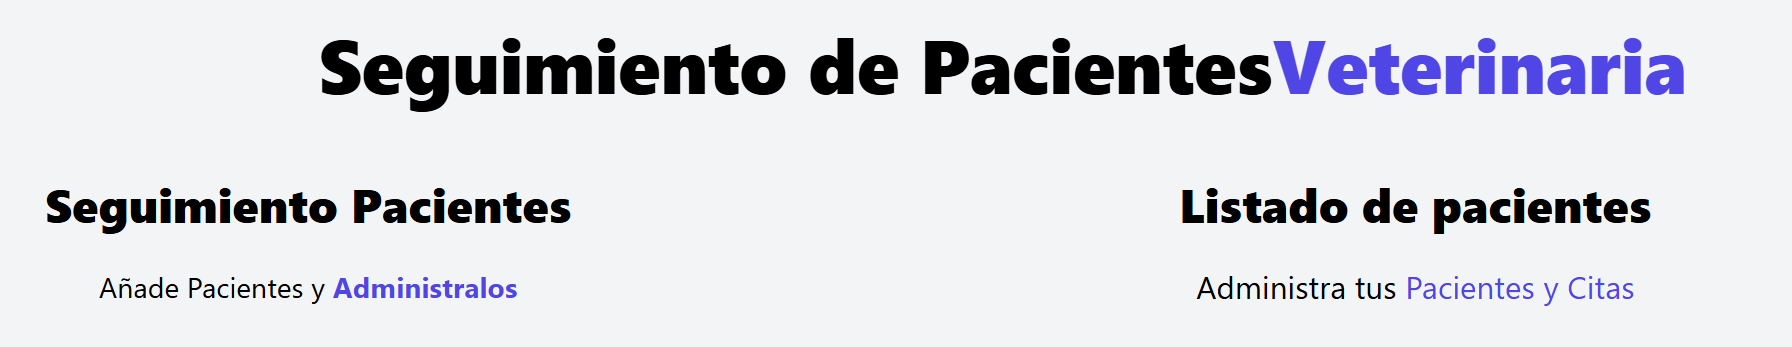 Seguimiento de PacientesVeterinaria
Seguimiento Pacientes
Añade Pacientes y Administralos
Listado de pacientes
Administra tus Pacientes y Citas